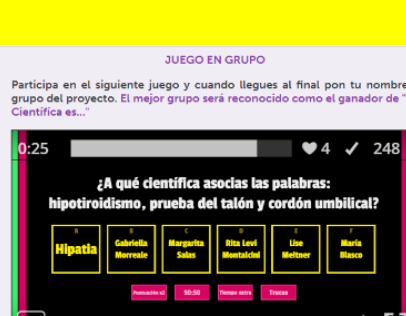 JUEGO EN GRUPO
Participa en el siguiente juego y cuando llegues al final pon tu nombre
grupo del proyecto. El mejor grupo será reconocido como el ganador de "
Científica es..."
0:25 4 248
¿A qué científica asocias las palabras:
hipotiroidismo, prueba del talón y cordón umbilical?
A B C D E F
Hipatia Gabriella Margarita Rita Levi Lise María
Morreale Salas Montalcini Meitner Blasco
Puntuación x2 50:50 Tiempo extra Trucos